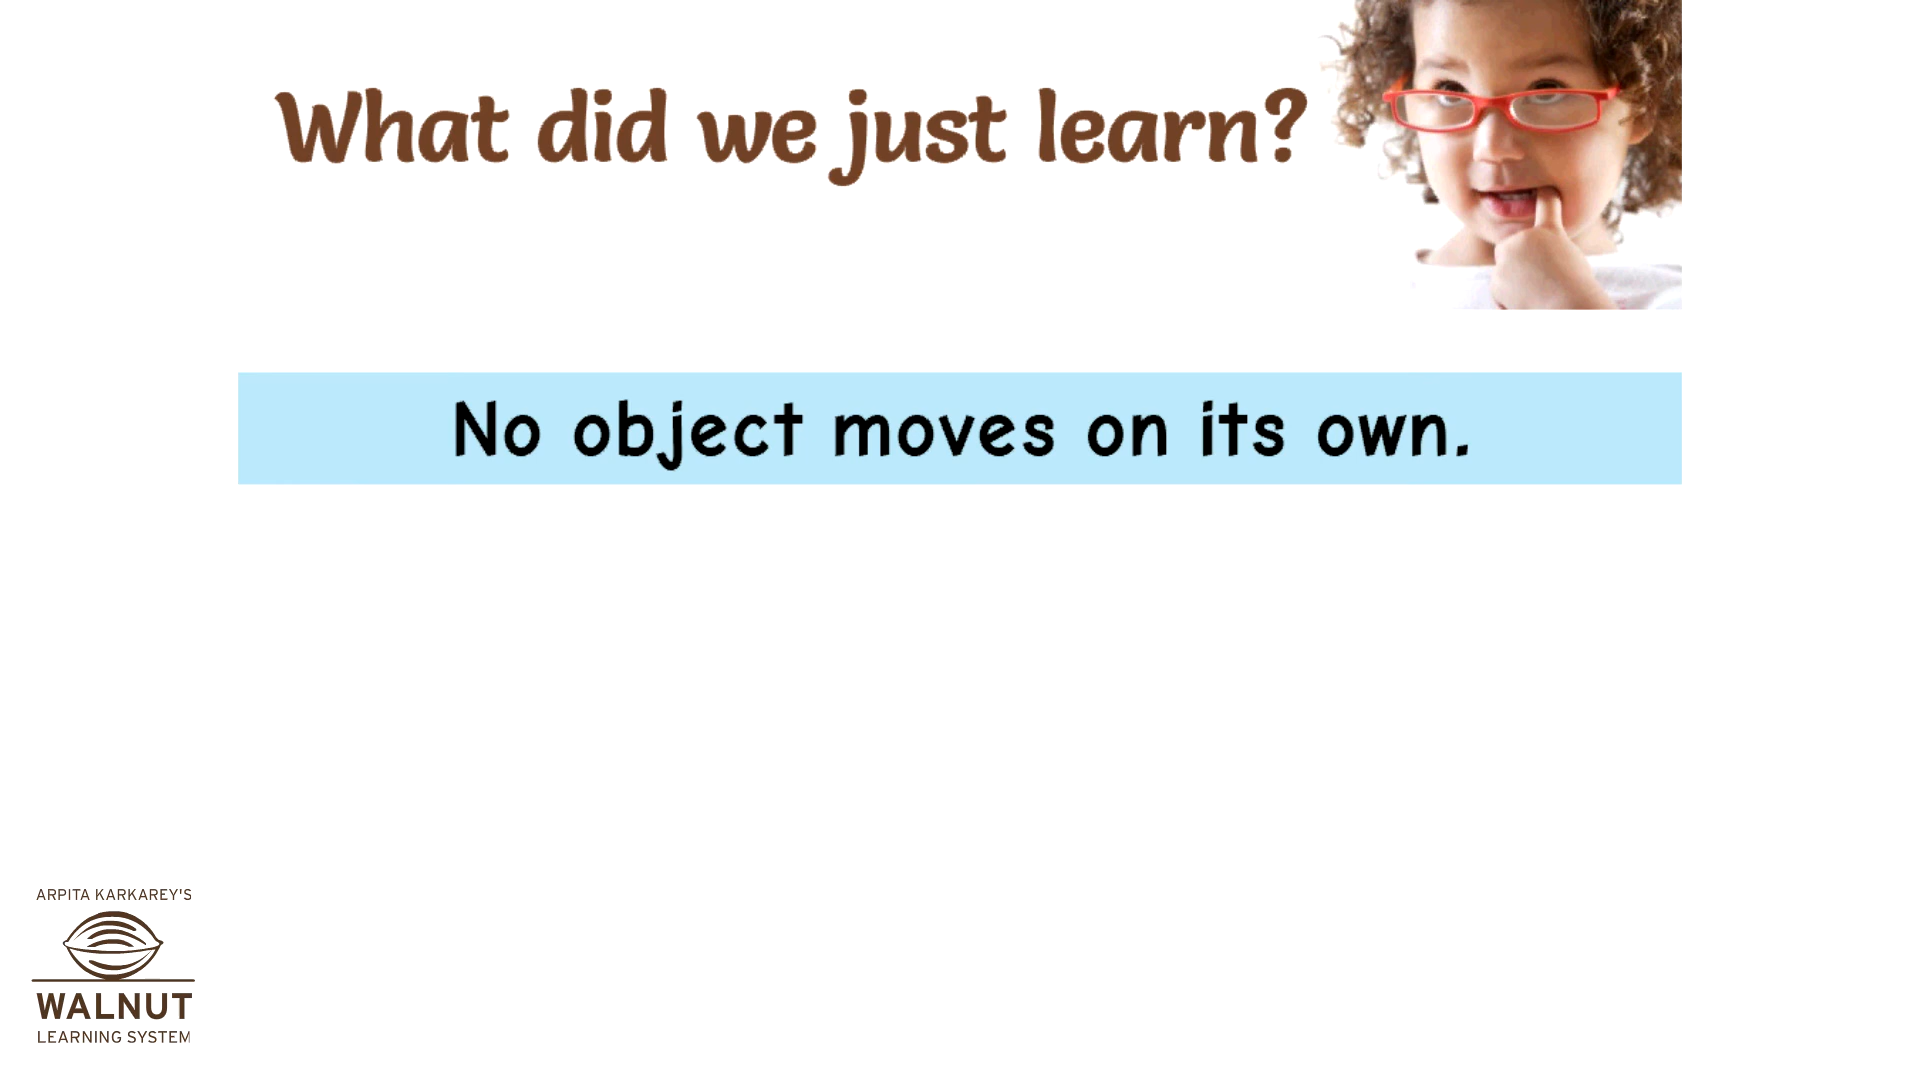 What did we just learn?
No object moves on its own.
ARPITA KARKAREY'S
WALNUT
LEARNING SYSTEM